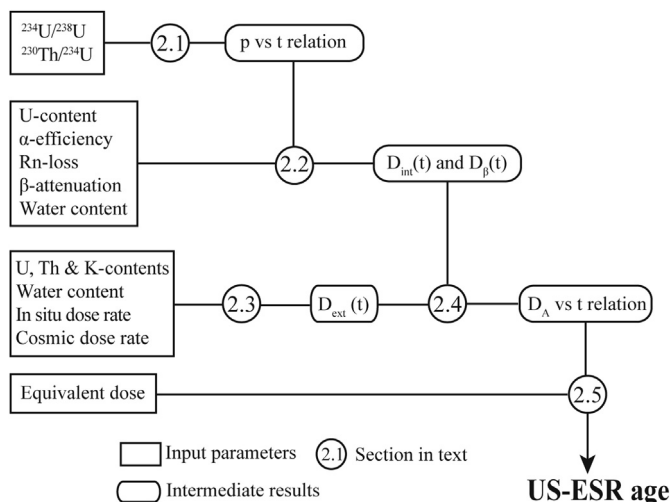 ²³⁴U/²³⁸U
²³⁰Th/²³⁴U
2.1
p vs t relation
U-content
α-efficiency
Rn-loss
β-attenuation
Water content
2.2
D_int(t) and D_β(t)
U, Th & K-contents
Water content
In situ dose rate
Cosmic dose rate
2.3
D_ext (t)
2.4
D_A vs t relation
Equivalent dose
2.5
Input parameters
2.1
Section in text
Intermediate results
US-ESR age